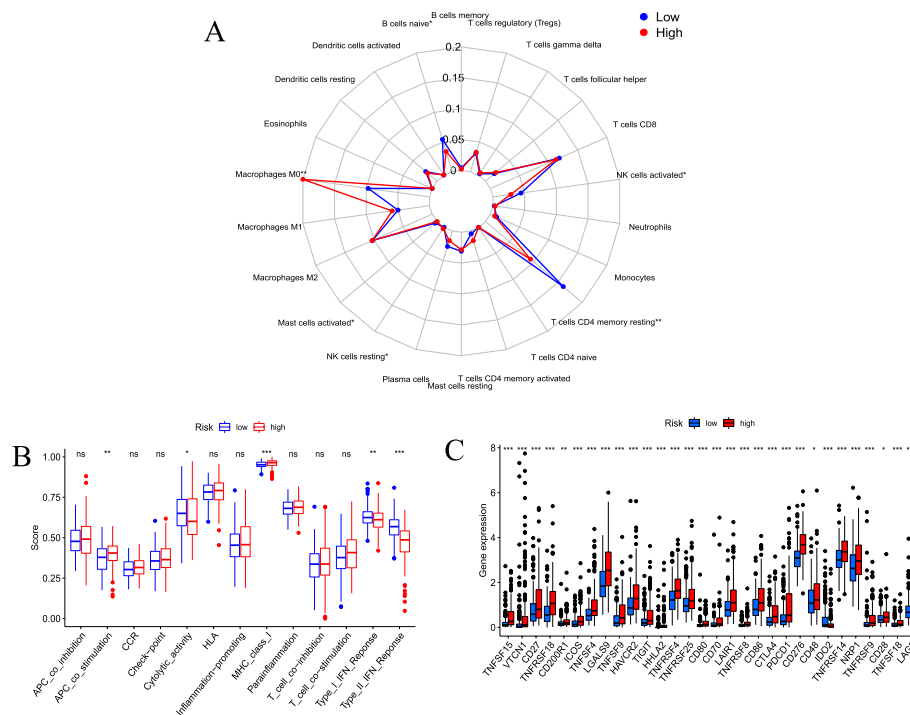 A
Low
High
B cells memory
T cells regulatory (Tregs)
B cells naive*
T cells gamma delta
Dendritic cells activated
T cells follicular helper
Dendritic cells resting
T cells CD8
Eosinophils
NK cells activated*
Macrophages M0**
Neutrophils
Macrophages M1
Monocytes
Macrophages M2
T cells CD4 memory resting**
Mast cells activated*
T cells CD4 naive
NK cells resting*
T cells CD4 memory activated
Plasma cells
Mast cells resting
0.2
0.15
0.1
0.05
0
B
Risk low high
ns ** ns ns * ns ns *** ns ns ns ** ***
Score
1.00
0.75
0.50
0.25
0.00
APC_co_inhibition
APC_co_stimulation
CCR
Check-point
Cytolytic_activity
HLA
Inflammation-promoting
MHC_class_I
Parainflammation
T_cell_co-inhibition
T_cell_co-stimulation
Type_I_IFN_Reponse
Type_II_IFN_Reponse
C
Risk low high
Gene expression
8
6
4
2
0
TNFSF15
VTCN1
CD27
TNFRSF18
CD200R1
ICOS
TNFSF4
LGALS9
TNFSF9
HAVCR2
TIGIT
HHLA2
TNFRSF4
TNFRSF25
CD80
CD70
LAIR1
TNFRSF8
CD86
CTLA4
PDCD1
CD276
CD48
IDO2
TNFRSF14
NRP1
TNFRSF9
CD28
TNFSF18